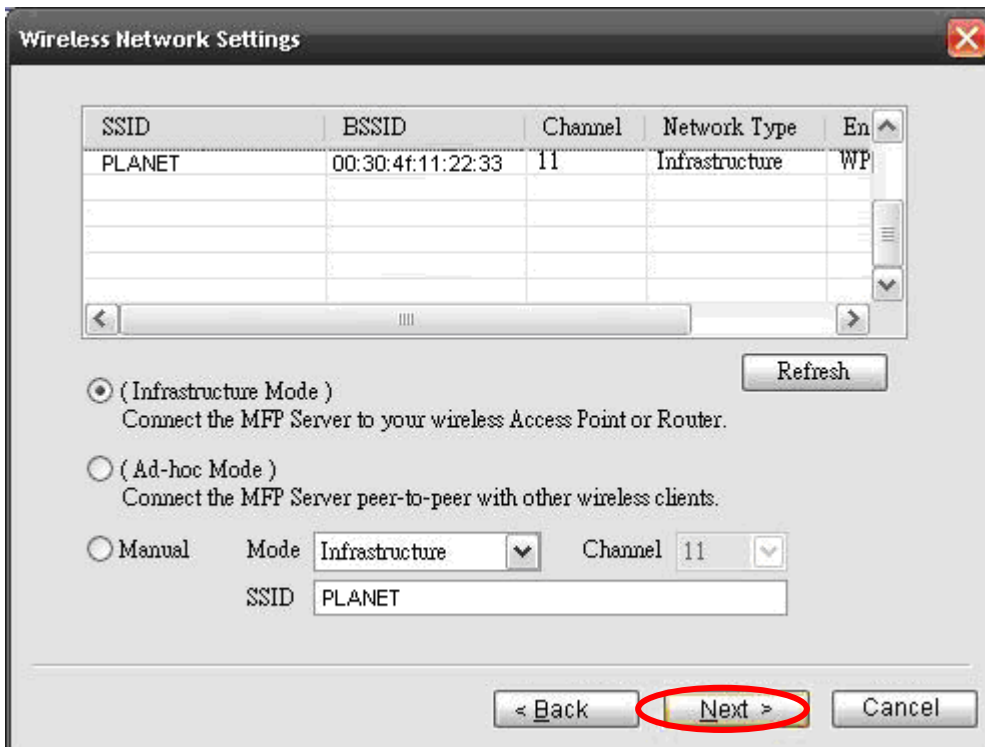 Wireless Network Settings
SSID BSSID Channel Network Type En
PLANET 00:30:4f:11:22:33 11 Infrastructure WP
Refresh
( Infrastructure Mode )
Connect the MFP Server to your wireless Access Point or Router.
( Ad-hoc Mode )
Connect the MFP Server peer-to-peer with other wireless clients.
Manual Mode Infrastructure Channel 11
SSID PLANET
< Back Next > Cancel